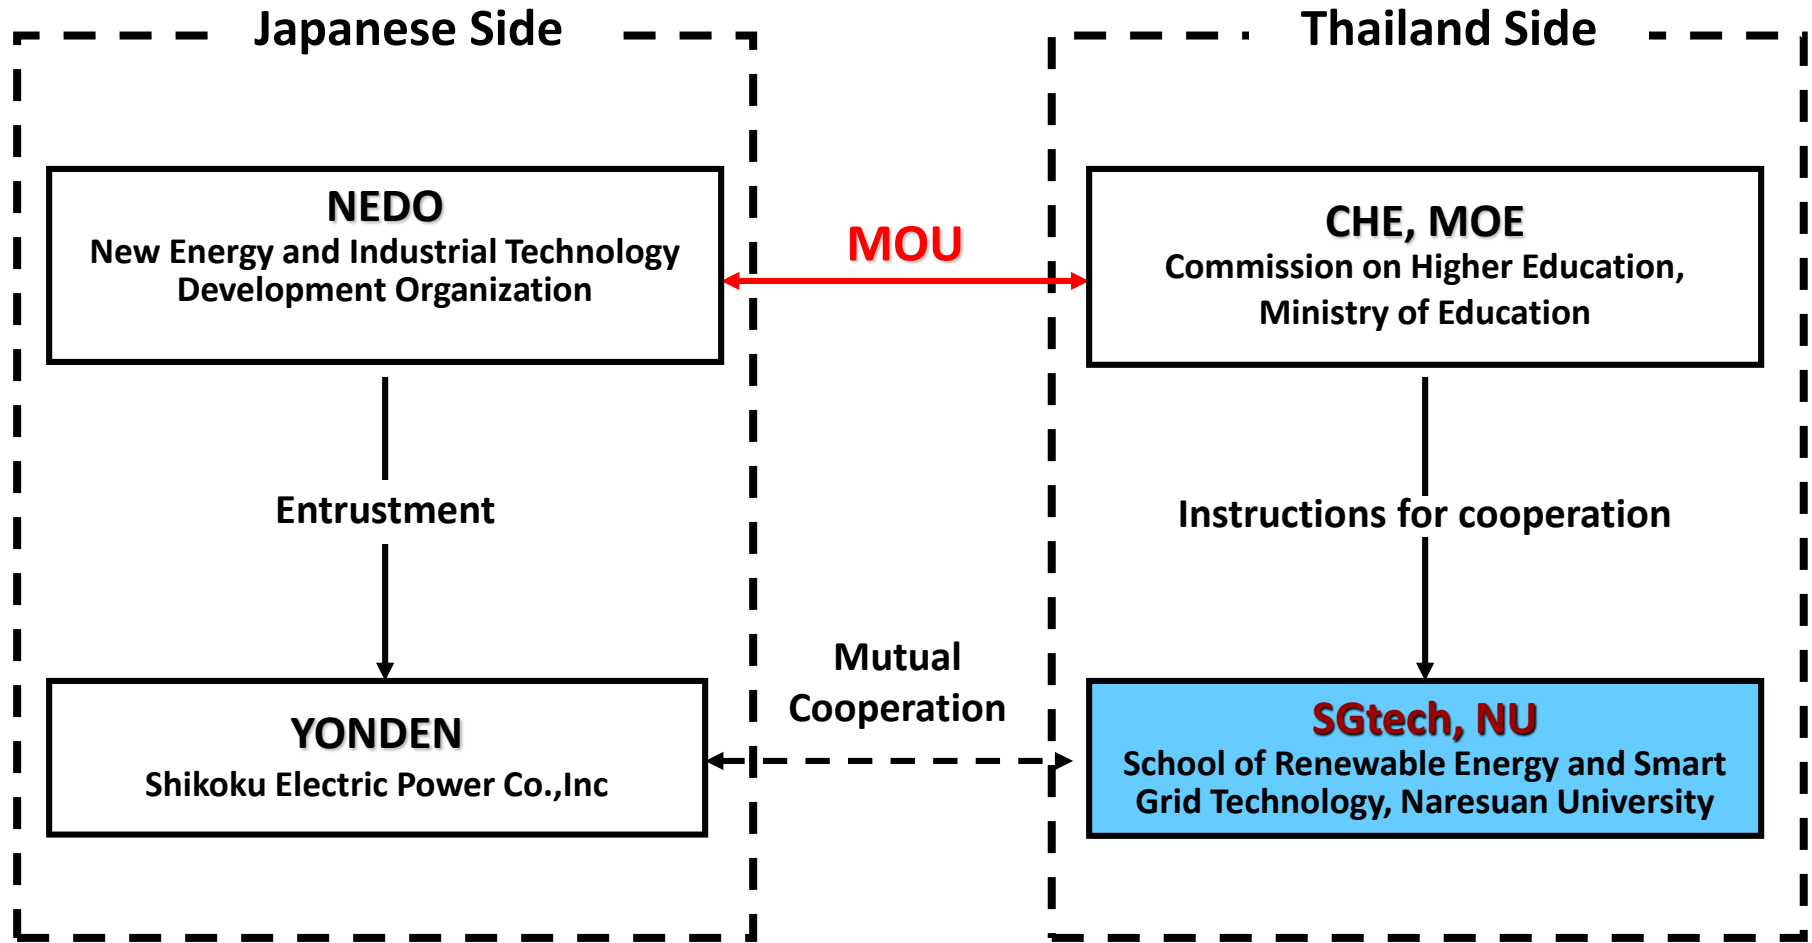 Japanese Side
Thailand Side
NEDO
New Energy and Industrial Technology
Development Organization
MOU
CHE, MOE
Commission on Higher Education,
Ministry of Education
Entrustment
Instructions for cooperation
Mutual
Cooperation
YONDEN
Shikoku Electric Power Co.,Inc
SGtech, NU
School of Renewable Energy and Smart
Grid Technology, Naresuan University